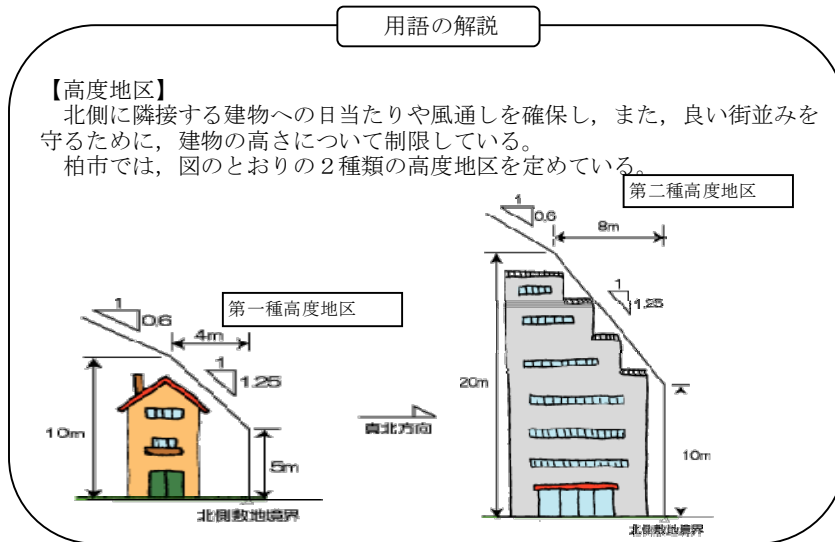 用語の解説
【高度地区】
北側に隣接する建物への日当たりや風通しを確保し，また，良い街並みを
守るために，建物の高さについて制限している。
柏市では，図のとおりの２種類の高度地区を定めている。
第二種高度地区
1
0.6
8m
1
1.25
20m
10m
北側敷地境界
第一種高度地区
1
0.6
4m
1
1.25
10m
5m
北側敷地境界
真北方向